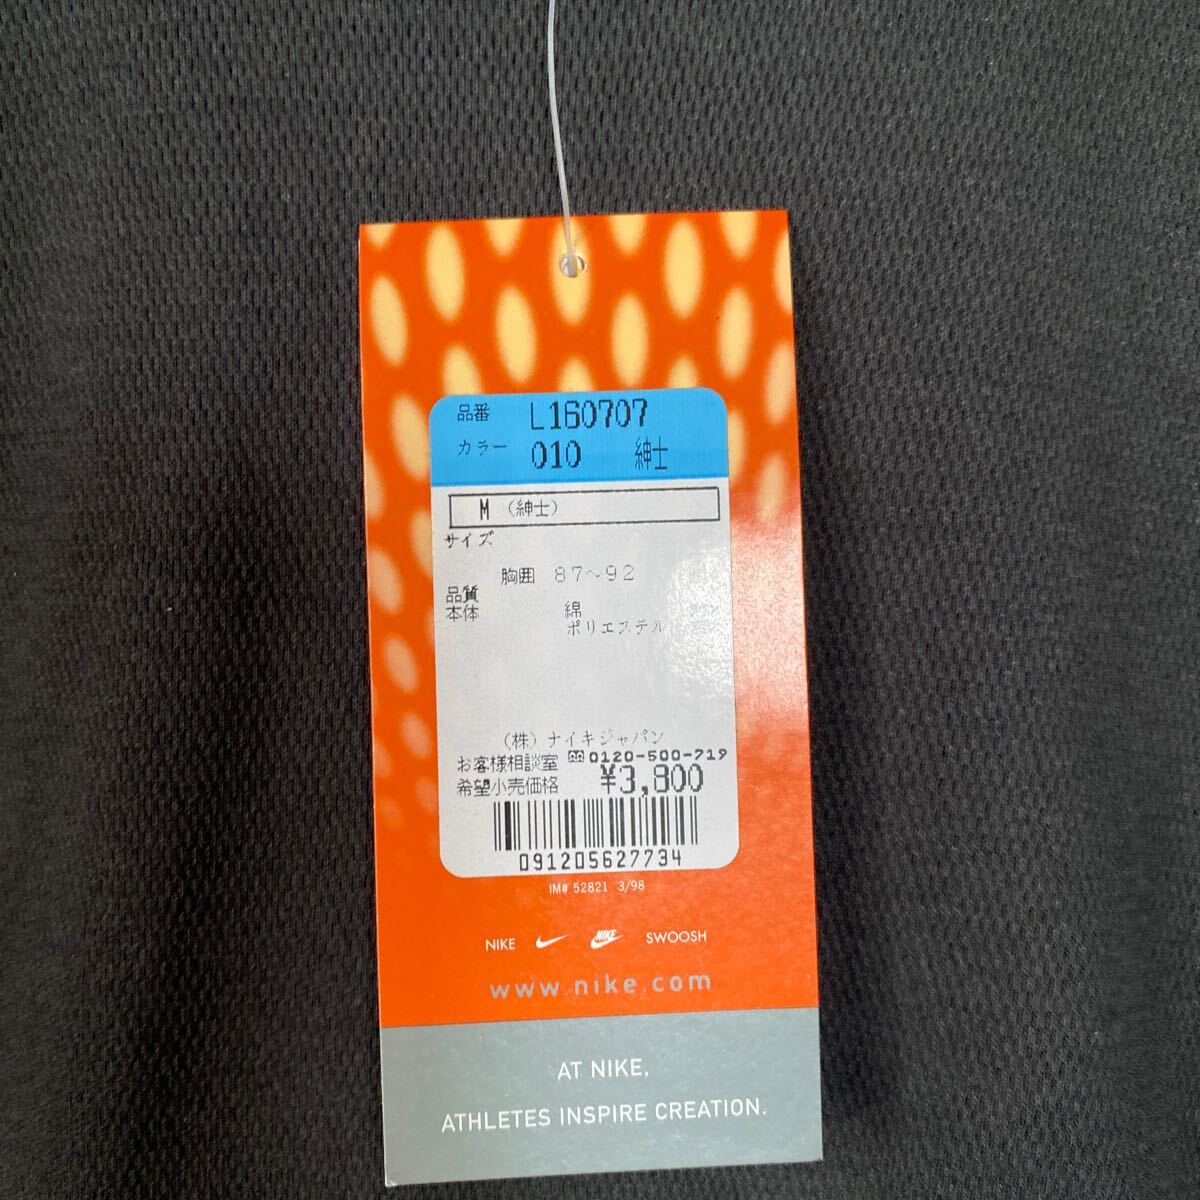 品番 L160707
カラー 010 紳士
M (紳士)
サイズ
胸囲 87～92
品質
本体 綿
ポリエステル
(株)ナイキジャパン
お客様相談室 0120-500-719
希望小売価格 ¥3,800
091205627734
IM# 52821 3/98
NIKE NIKE SWOOSH
www.nike.com
AT NIKE,
ATHLETES INSPIRE CREATION.